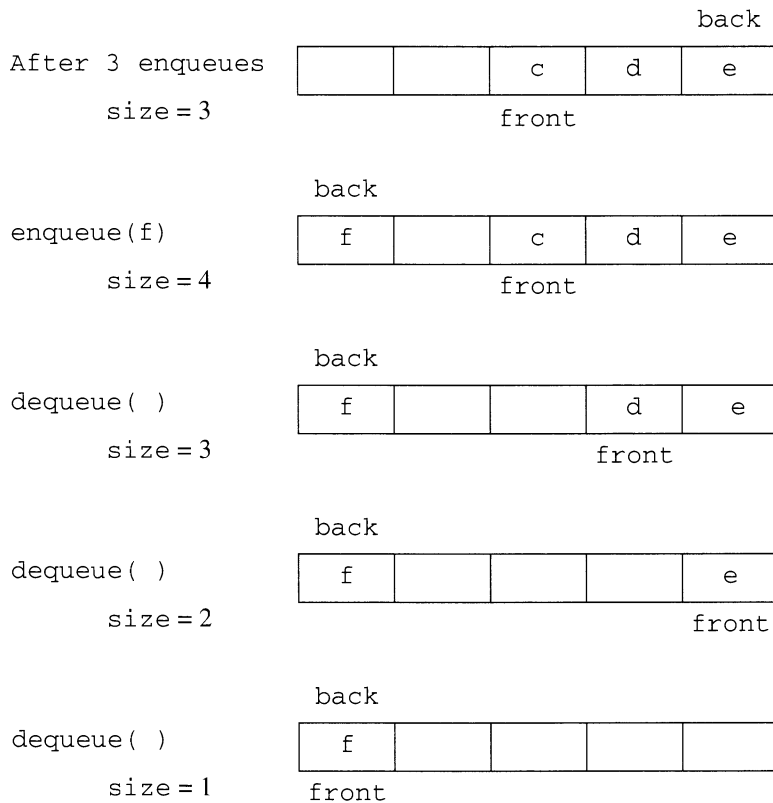 back
After 3 enqueues c d e
size = 3 front
back
enqueue(f) f c d e
size = 4 front
back
dequeue( ) f d e
size = 3 front
back
dequeue( ) f e
size = 2 front
back
dequeue( ) f
size = 1 front